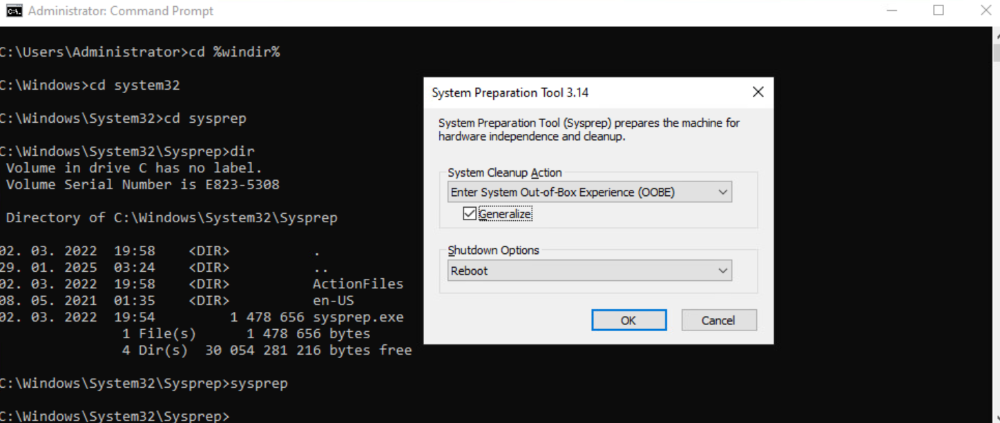 Administrator: Command Prompt
C:\Users\Administrator>cd %windir%
C:\Windows>cd system32
C:\Windows\System32>cd sysprep
C:\Windows\System32\Sysprep>dir
Volume in drive C has no label.
Volume Serial Number is E823-5308
Directory of C:\Windows\System32\Sysprep
02. 03. 2022  19:58    <DIR>          .
29. 01. 2025  03:24    <DIR>          ..
02. 03. 2022  19:58    <DIR>          ActionFiles
08. 05. 2021  01:35    <DIR>          en-US
02. 03. 2022  19:54         1 478 656 sysprep.exe
1 File(s)      1 478 656 bytes
4 Dir(s)  30 054 281 216 bytes free
C:\Windows\System32\Sysprep>sysprep
C:\Windows\System32\Sysprep>
System Preparation Tool 3.14
System Preparation Tool (Sysprep) prepares the machine for
hardware independence and cleanup.
System Cleanup Action
Enter System Out-of-Box Experience (OOBE)
Generalize
Shutdown Options
Reboot
OK
Cancel